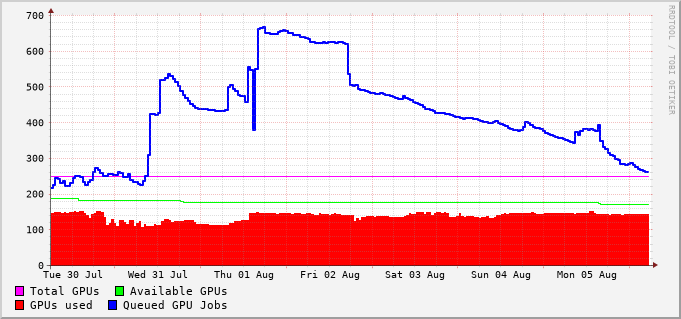 700
600
500
400
300
200
100
0
Tue 30 Jul Wed 31 Jul Thu 01 Aug Fri 02 Aug Sat 03 Aug Sun 04 Aug Mon 05 Aug
Total GPUs Available GPUs
GPUs used Queued GPU Jobs
RRDTOOL / TOBI OETIKER